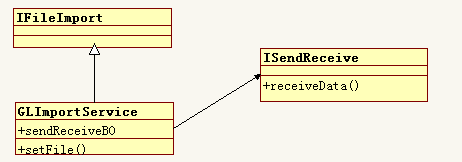 IFileImport
ISendReceive
+receiveData()
GLImportService
+sendReceiveBO
+setFile()